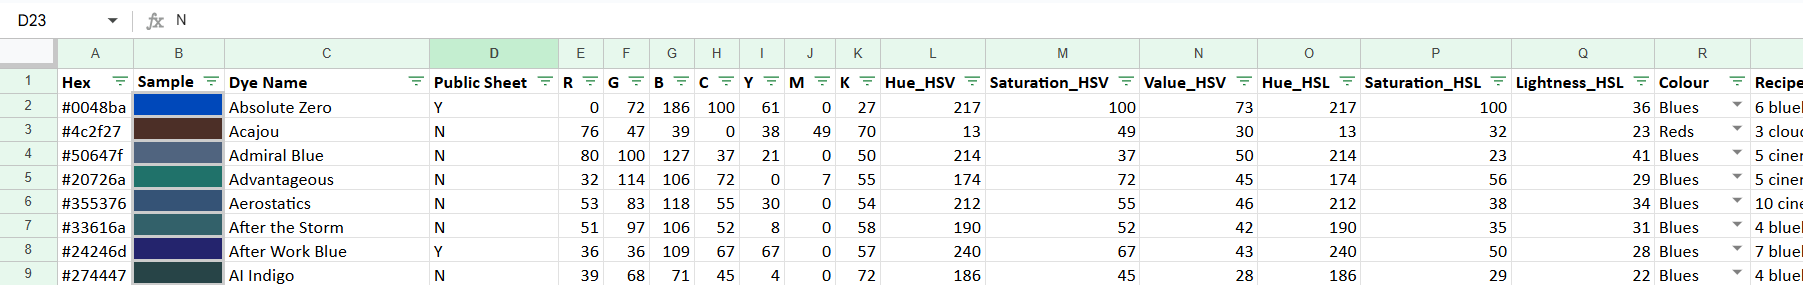 D23 fx N
A B C D E F G H I J K L M N O P Q R
1 Hex Sample Dye Name Public Sheet R G B C Y M K Hue_HSV Saturation_HSV Value_HSV Hue_HSL Saturation_HSL Lightness_HSL Colour Recipe
2 #0048ba Absolute Zero Y 0 72 186 100 61 0 27 217 100 73 217 100 36 Blues 6 bluel
3 #4c2f27 Acajou N 76 47 39 0 38 49 70 13 49 30 13 32 23 Reds 3 clouc
4 #50647f Admiral Blue N 80 100 127 37 21 0 50 214 37 50 214 23 41 Blues 5 ciner
5 #20726a Advantageous N 32 114 106 72 0 7 55 174 72 45 174 56 29 Blues 5 ciner
6 #355376 Aerostatics N 53 83 118 55 30 0 54 212 55 46 212 38 34 Blues 10 cine
7 #33616a After the Storm N 51 97 106 52 8 0 58 190 52 42 190 35 31 Blues 4 bluel
8 #24246d After Work Blue Y 36 36 109 67 67 0 57 240 67 43 240 50 28 Blues 7 bluel
9 #274447 AI Indigo N 39 68 71 45 4 0 72 186 45 28 186 29 22 Blues 4 bluel